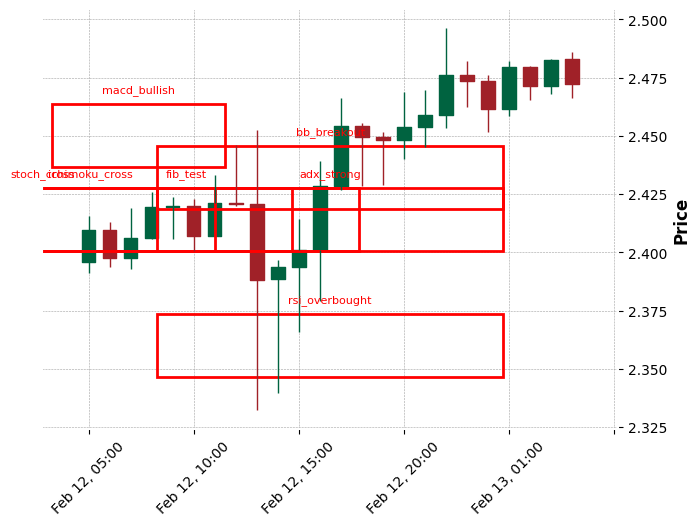 2.500
macd_bullish
2.475
bb_breakout
2.450
stoch_cross
ichimoku_cross
fib_test
adx_strong
2.425
Price
2.400
rsi_overbought
2.375
2.350
2.325
Feb 12, 05:00
Feb 12, 10:00
Feb 12, 15:00
Feb 12, 20:00
Feb 13, 01:00